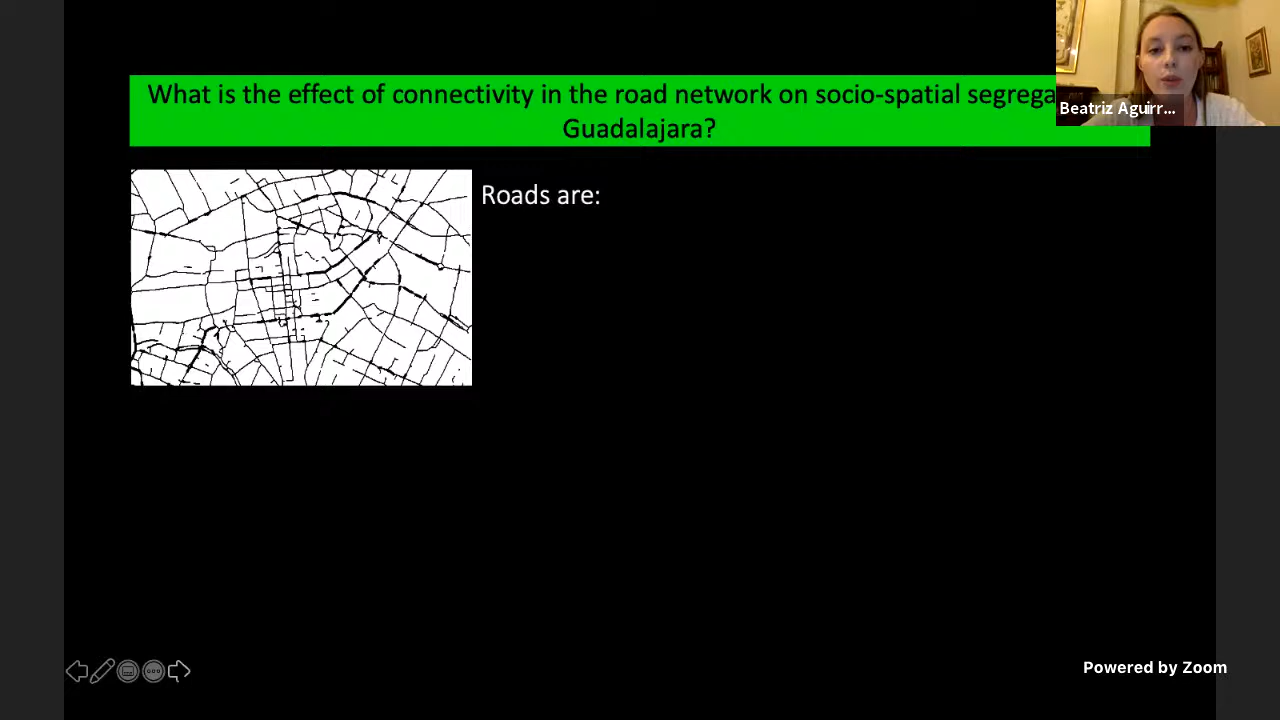 What is the effect of connectivity in the road network on socio-spatial segrega
Guadalajara?
Beatriz Aguirr...
Roads are:
Powered by Zoom